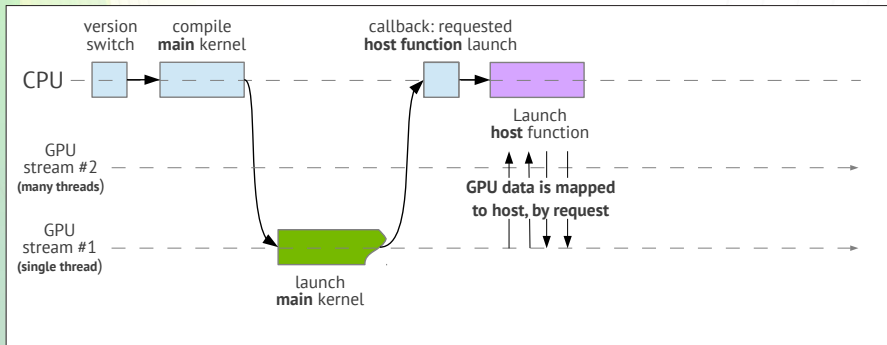 version
switch
compile
main kernel
callback: requested
host function launch
CPU
Launch
host function
GPU
stream #2
(many threads)
GPU data is mapped
to host, by request
GPU
stream #1
(single thread)
launch
main kernel